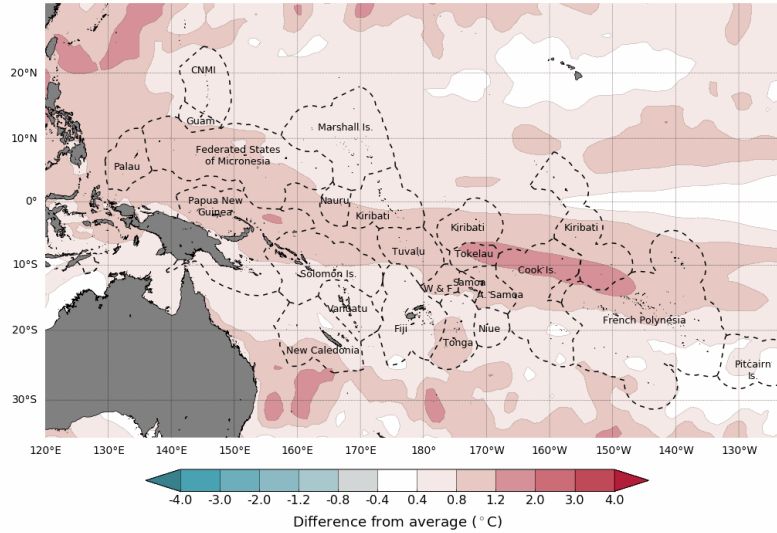 20°N
10°N
0°
10°S
20°S
30°S
CNMI
Guam
Marshall Is.
Federated States
of Micronesia
Palau
Papua New
Guinea
Nauru
Kiribati
Kiribati
Kiribati
Tuvalu
Tokelau
Solomon Is.
Cook Is.
W & F
Samoa
A. Samoa
Vanuatu
Fiji
Niue
French Polynesia
Tonga
New Caledonia
Pitcairn
Is.
120°E 130°E 140°E 150°E 160°E 170°E 180° 170°W 160°W 150°W 140°W 130°W
-4.0 -3.0 -2.0 -1.2 -0.8 -0.4 0.4 0.8 1.2 2.0 3.0 4.0
Difference from average (°C)